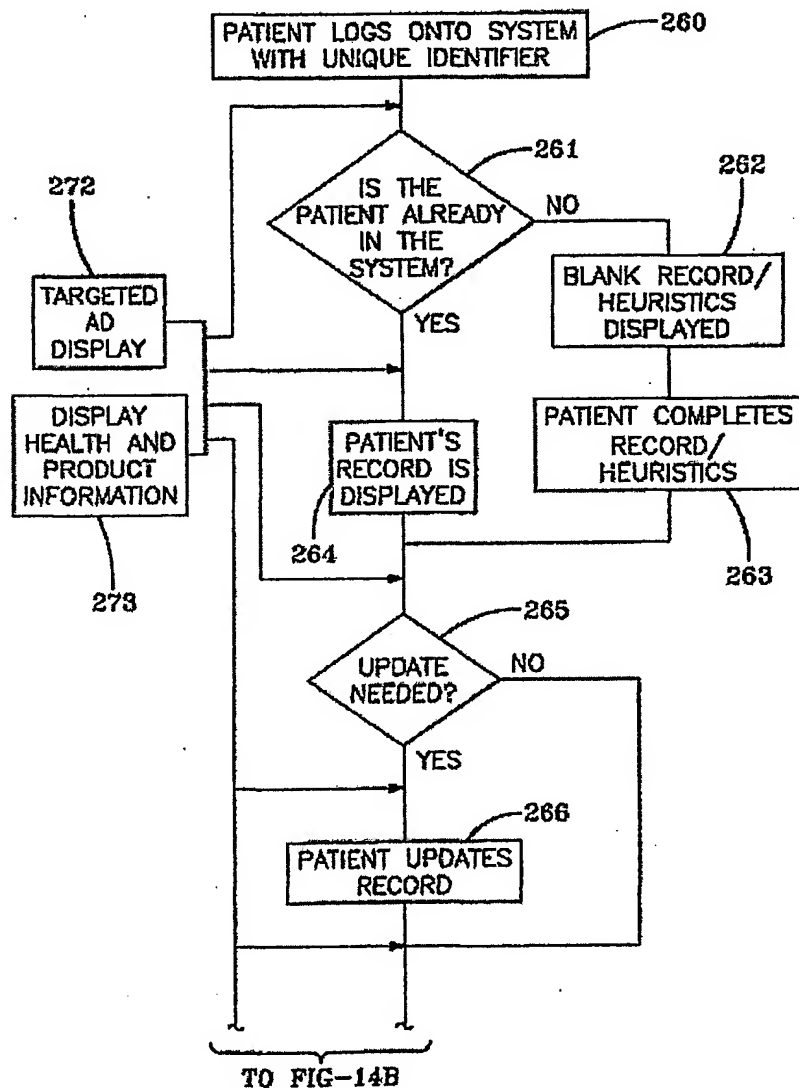 PATIENT LOGS ONTO SYSTEM
WITH UNIQUE IDENTIFIER
260
261
IS THE
PATIENT ALREADY
IN THE
SYSTEM?
NO
YES
262
BLANK RECORD/
HEURISTICS
DISPLAYED
272
TARGETED
AD
DISPLAY
DISPLAY
HEALTH AND
PRODUCT
INFORMATION
273
PATIENT'S
RECORD IS
DISPLAYED
264
PATIENT COMPLETES
RECORD/
HEURISTICS
263
265
UPDATE
NEEDED?
NO
YES
266
PATIENT UPDATES
RECORD
TO FIG-14B